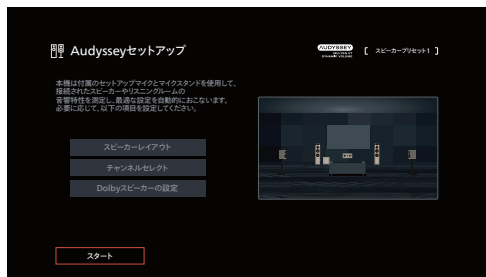 Audysseyセットアップ
AUDYSSEY
MULTEQ XT
DYNAMIC VOLUME
[ スピーカープリセット1 ]
本機は付属のセットアップマイクとマイクスタンドを使用して、
接続されたスピーカーやリスニングルームの
音響特性を測定し、最適な設定を自動的におこないます。
必要に応じて、以下の項目を設定してください。
スピーカーレイアウト
チャンネルセレクト
Dolbyスピーカーの設定
スタート